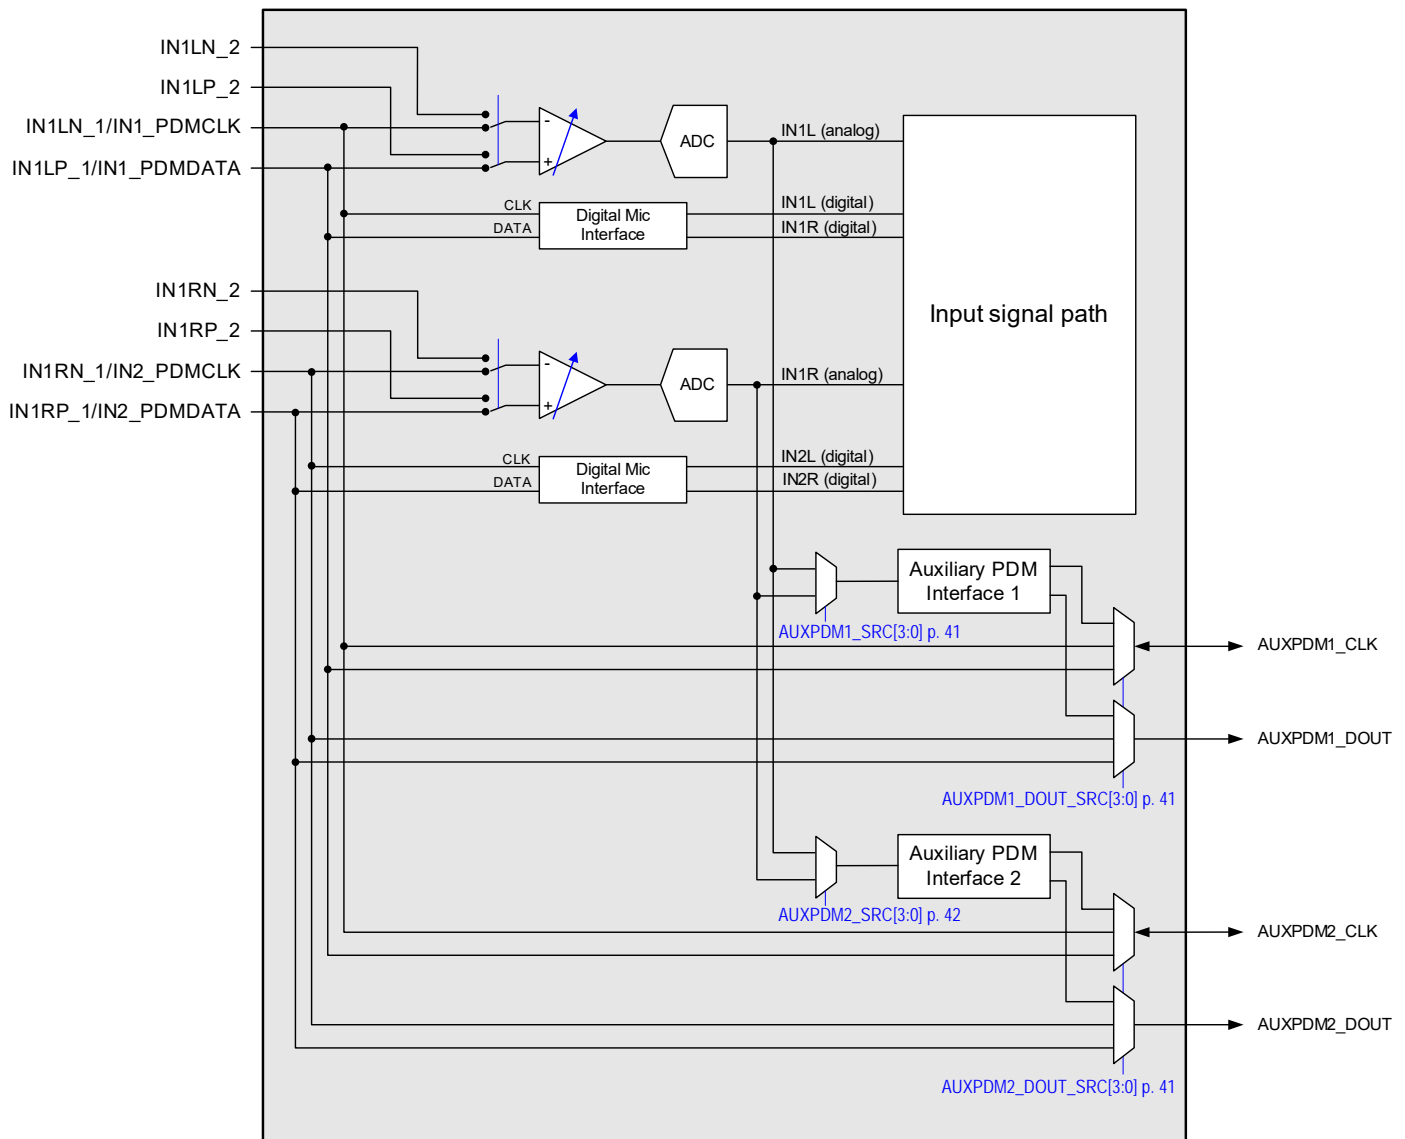 IN1LN_2
IN1LP_2
IN1LN_1/IN1_PDMCLK
IN1LP_1/IN1_PDMDATA
-
+
ADC
IN1L (analog)
CLK
DATA
Digital Mic
Interface
IN1L (digital)
IN1R (digital)
Input signal path
IN1RN_2
IN1RP_2
IN1RN_1/IN2_PDMCLK
IN1RP_1/IN2_PDMDATA
-
+
ADC
IN1R (analog)
CLK
DATA
Digital Mic
Interface
IN2L (digital)
IN2R (digital)
Auxiliary PDM
Interface 1
AUXPDM1_SRC[3:0] p. 41
AUXPDM1_CLK
AUXPDM1_DOUT
AUXPDM1_DOUT_SRC[3:0] p. 41
Auxiliary PDM
Interface 2
AUXPDM2_SRC[3:0] p. 42
AUXPDM2_CLK
AUXPDM2_DOUT
AUXPDM2_DOUT_SRC[3:0] p. 41